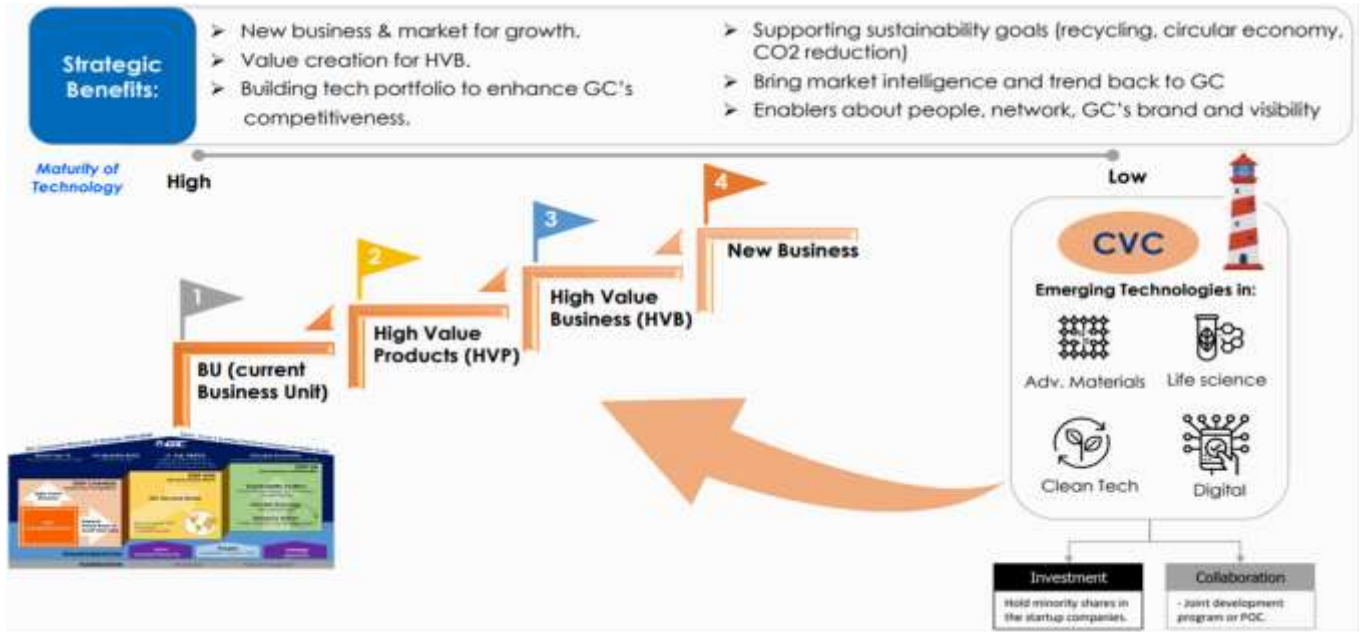 Strategic
Benefits:
➢ New business & market for growth.
➢ Value creation for HVB.
➢ Building tech portfolio to enhance GC's
competitiveness.
➢ Supporting sustainability goals (recycling, circular economy,
CO2 reduction)
➢ Bring market intelligence and trend back to GC
➢ Enablers about people, network, GC's brand and visibility
Maturity of
Technology
High
Low
1
BU (current
Business Unit)
2
High Value
Products (HVP)
3
High Value
Business (HVB)
4
New Business
CVC
Emerging Technologies in:
Adv. Materials
Life science
Clean Tech
Digital
Investment
Hold minority shares in
the startup companies.
Collaboration
- Joint development
program or POC.